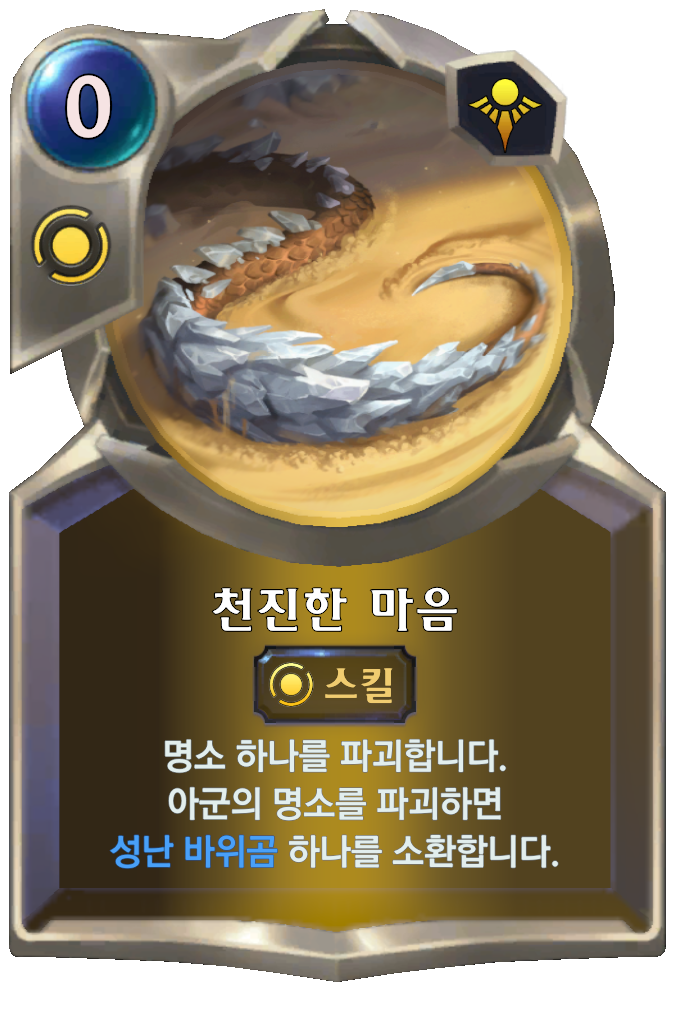 0
천진한 마음
스킬
명소 하나를 파괴합니다.
아군의 명소를 파괴하면
성난 바위곰 하나를 소환합니다.